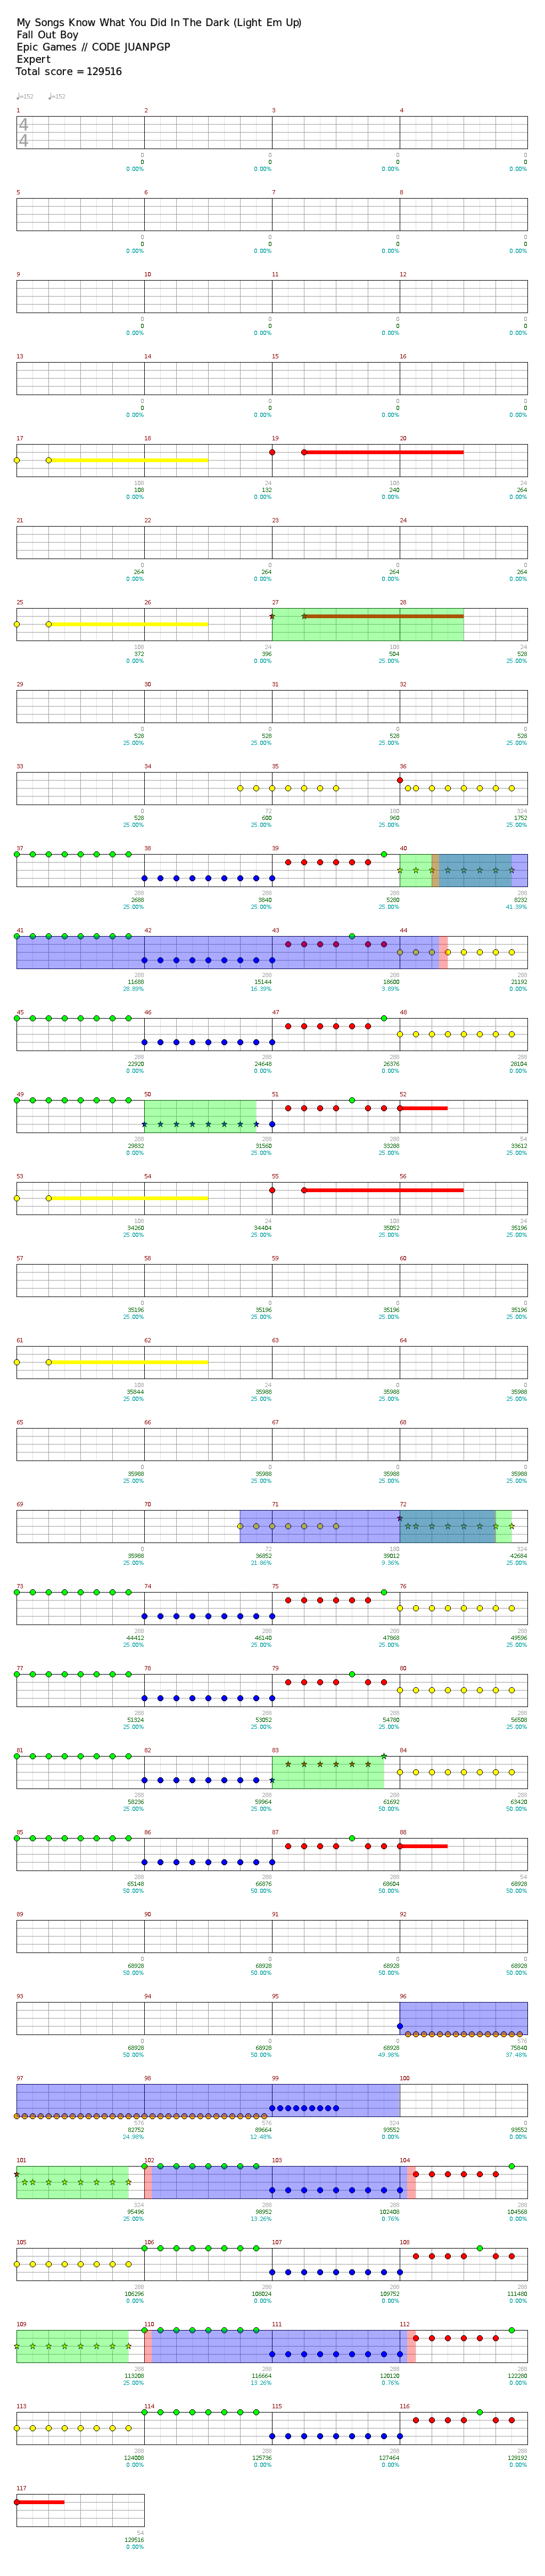 My Songs Know What You Did In The Dark (Light Em Up)
Fall Out Boy
Epic Games // CODE JUANPGP
Expert
Total score = 129516
♩=152 ♩=152
1 2 3 4
4
4
0 0 0 0
0 0 0 0
0.00% 0.00% 0.00% 0.00%
5 6 7 8
0 0 0 0
0 0 0 0
0.00% 0.00% 0.00% 0.00%
9 10 11 12
0 0 0 0
0 0 0 0
0.00% 0.00% 0.00% 0.00%
13 14 15 16
0 0 0 0
0 0 0 0
0.00% 0.00% 0.00% 0.00%
17 18 19 20
108 24 108 24
108 132 240 264
0.00% 0.00% 0.00% 0.00%
21 22 23 24
0 0 0 0
264 264 264 264
0.00% 0.00% 0.00% 0.00%
25 26 27 28
108 24 108 24
372 396 504 528
0.00% 0.00% 25.00% 25.00%
29 30 31 32
0 0 0 0
528 528 528 528
25.00% 25.00% 25.00% 25.00%
33 34 35 36
0 72 180 324
528 600 960 1752
25.00% 25.00% 25.00% 25.00%
37 38 39 40
288 288 288 288
2688 3840 5280 8232
25.00% 25.00% 25.00% 41.39%
41 42 43 44
288 288 288 288
11688 15144 18600 21192
28.89% 16.39% 3.89% 0.00%
45 46 47 48
288 288 288 288
22920 24648 26376 28104
0.00% 0.00% 0.00% 0.00%
49 50 51 52
288 288 288 54
29832 31560 33288 33612
0.00% 25.00% 25.00% 25.00%
53 54 55 56
108 24 108 24
34260 34404 35052 35196
25.00% 25.00% 25.00% 25.00%
57 58 59 60
0 0 0 0
35196 35196 35196 35196
25.00% 25.00% 25.00% 25.00%
61 62 63 64
108 24 0 0
35844 35988 35988 35988
25.00% 25.00% 25.00% 25.00%
65 66 67 68
0 0 0 0
35988 35988 35988 35988
25.00% 25.00% 25.00% 25.00%
69 70 71 72
0 72 180 324
35988 36852 39012 42684
25.00% 21.86% 9.36% 25.00%
73 74 75 76
288 288 288 288
44412 46140 47868 49596
25.00% 25.00% 25.00% 25.00%
77 78 79 80
288 288 288 288
51324 53052 54780 56508
25.00% 25.00% 25.00% 25.00%
81 82 83 84
288 288 288 288
58236 59964 61692 63420
25.00% 25.00% 50.00% 50.00%
85 86 87 88
288 288 288 54
65148 66876 68604 68928
50.00% 50.00% 50.00% 50.00%
89 90 91 92
0 0 0 0
68928 68928 68928 68928
50.00% 50.00% 50.00% 50.00%
93 94 95 96
0 0 0 576
68928 68928 68928 75840
50.00% 50.00% 49.98% 37.48%
97 98 99 100
576 576 324 0
82752 89664 93552 93552
24.98% 12.48% 0.00% 0.00%
101 102 103 104
324 288 288 288
95496 98952 102408 104568
25.00% 13.26% 0.76% 0.00%
105 106 107 108
288 288 288 288
106296 108024 109752 111480
0.00% 0.00% 0.00% 0.00%
109 110 111 112
288 288 288 288
113208 116664 120120 122280
25.00% 13.26% 0.76% 0.00%
113 114 115 116
288 288 288 288
124008 125736 127464 129192
0.00% 0.00% 0.00% 0.00%
117
54
129516
0.00%